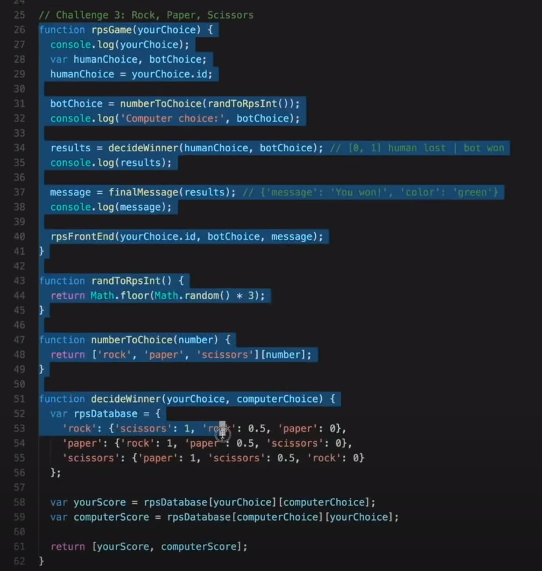 24
25 // Challenge 3: Rock, Paper, Scissors
26 function rpsGame(yourChoice) {
27   console.log(yourChoice);
28   var humanChoice, botChoice;
29   humanChoice = yourChoice.id;
30
31   botChoice = numberToChoice(randToRpsInt());
32   console.log('Computer choice:', botChoice);
33
34   results = decideWinner(humanChoice, botChoice); // [0, 1] human lost | bot won
35   console.log(results);
36
37   message = finalMessage(results); // {'message': 'You won!', 'color': 'green'}
38   console.log(message);
39
40   rpsFrontEnd(yourChoice.id, botChoice, message);
41 }
42
43 function randToRpsInt() {
44   return Math.floor(Math.random() * 3);
45 }
46
47 function numberToChoice(number) {
48   return ['rock', 'paper', 'scissors'][number];
49 }
50
51 function decideWinner(yourChoice, computerChoice) {
52   var rpsDatabase = {
53     'rock': {'scissors': 1, 'rock': 0.5, 'paper': 0},
54     'paper': {'rock': 1, 'paper': 0.5, 'scissors': 0},
55     'scissors': {'paper': 1, 'scissors': 0.5, 'rock': 0}
56   };
57
58   var yourScore = rpsDatabase[yourChoice][computerChoice];
59   var computerScore = rpsDatabase[computerChoice][yourChoice];
60
61   return [yourScore, computerScore];
62 }